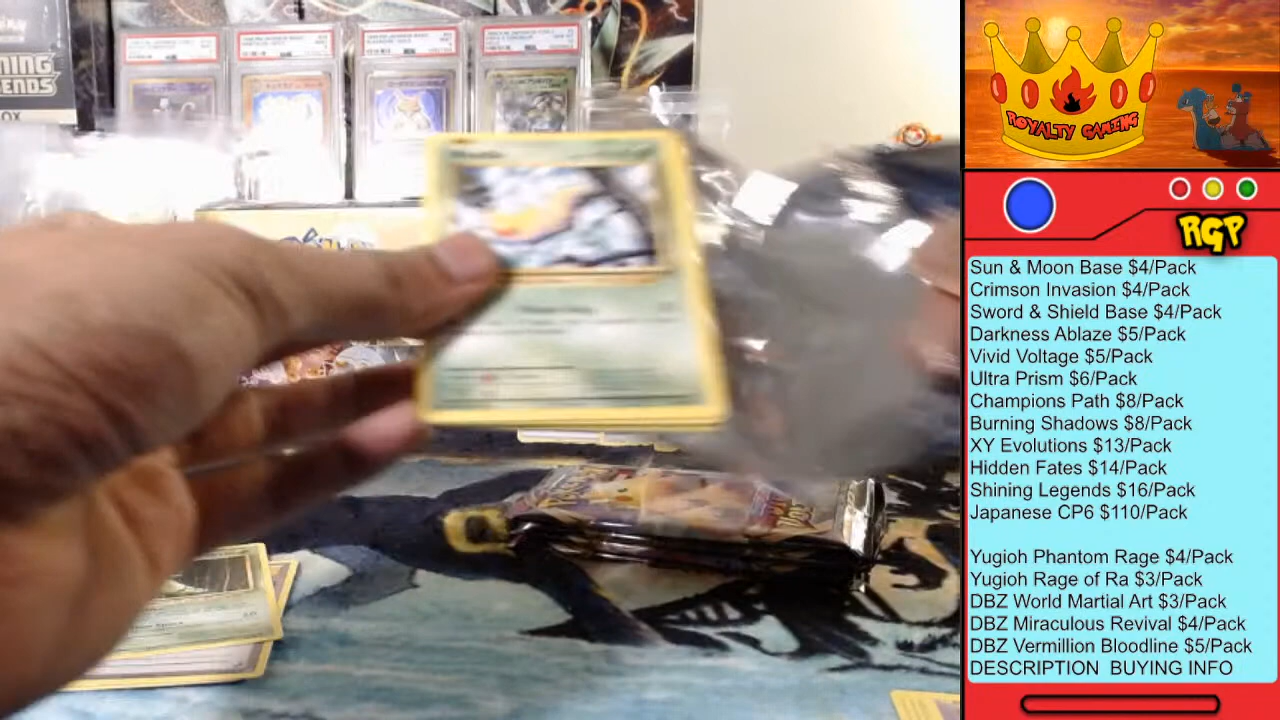 NING
ENDS
OX
ROYALTY GAMING
RGP
Sun & Moon Base $4/Pack
Crimson Invasion $4/Pack
Sword & Shield Base $4/Pack
Darkness Ablaze $5/Pack
Vivid Voltage $5/Pack
Ultra Prism $6/Pack
Champions Path $8/Pack
Burning Shadows $8/Pack
XY Evolutions $13/Pack
Hidden Fates $14/Pack
Shining Legends $16/Pack
Japanese CP6 $110/Pack
Yugioh Phantom Rage $4/Pack
Yugioh Rage of Ra $3/Pack
DBZ World Martial Art $3/Pack
DBZ Miraculous Revival $4/Pack
DBZ Vermillion Bloodline $5/Pack
DESCRIPTION BUYING INFO